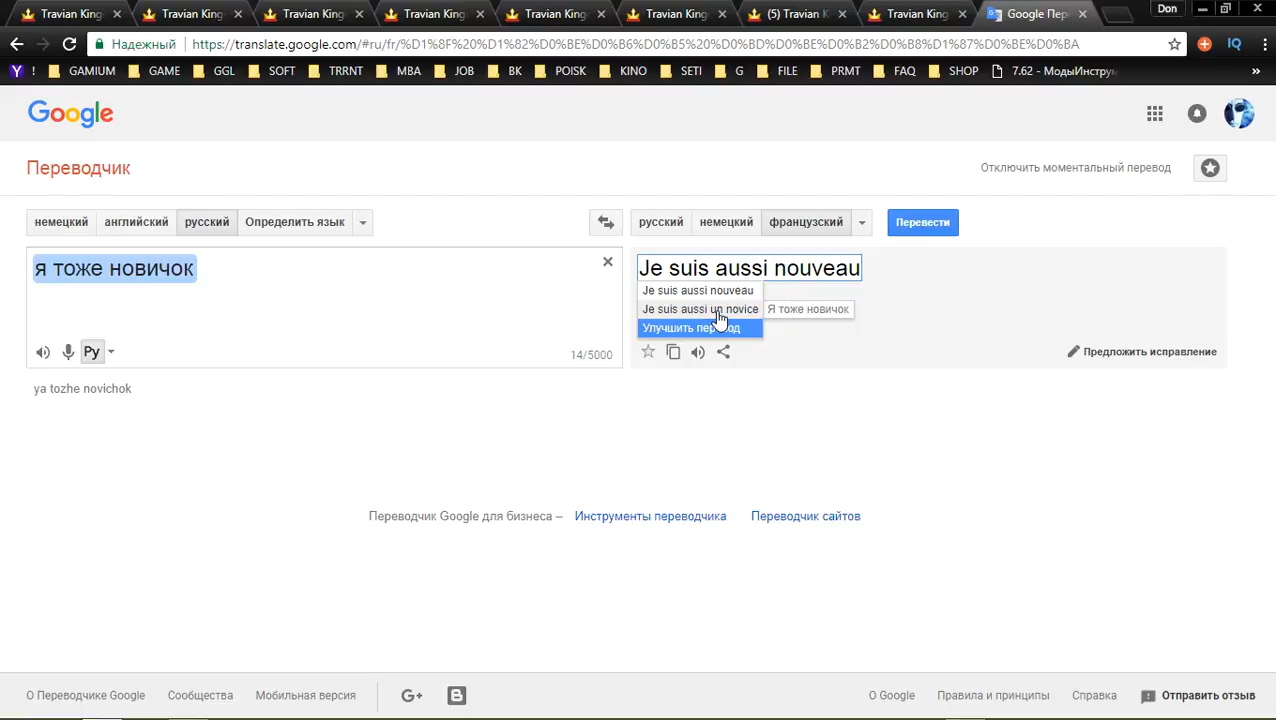 Travian King
Travian King
Travian King
Travian King
Travian King
Travian King
(5) Travian K
Travian King
Google Пер
Don
Надежный
https://translate.google.com/#ru/fr/%D1%8F%20%D1%82%D0%BE%D0%B6%D0%B5%20%D0%BD%D0%BE%D0%B2%D0%B8%D1%87%D0%BE%D0%BA
IQ
Y !
GAMIUM
GAME
GGL
SOFT
TRRNT
MBA
JOB
BK
POISK
KINO
SETI
G
FILE
PRMT
FAQ
SHOP
7.62 - МодыИнструм
»
Google
Переводчик
Отключить моментальный перевод
немецкий
английский
русский
Определить язык
русский
немецкий
французский
Перевести
я тоже новичок
Je suis aussi nouveau
Je suis aussi nouveau
Je suis aussi un novice
Я тоже новичок
Улучшить перевод
Ру
14/5000
Предложить исправление
ya tozhe novichok
Переводчик Google для бизнеса –
Инструменты переводчика
Переводчик сайтов
О Переводчике Google
Сообщества
Мобильная версия
G+
О Google
Правила и принципы
Справка
Отправить отзыв